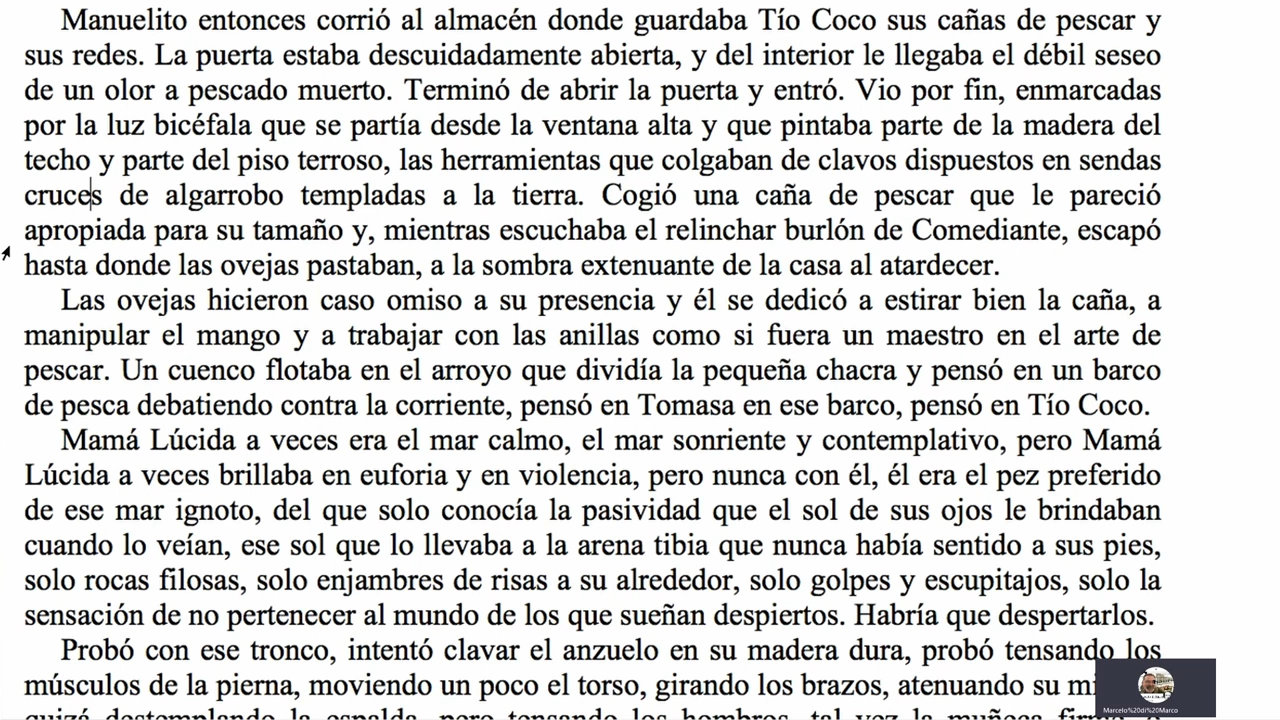 Manuelito entonces corrió al almacén donde guardaba Tío Coco sus cañas de pescar y
sus redes. La puerta estaba descuidadamente abierta, y del interior le llegaba el débil seseo
de un olor a pescado muerto. Terminó de abrir la puerta y entró. Vio por fin, enmarcadas
por la luz bicéfala que se partía desde la ventana alta y que pintaba parte de la madera del
techo y parte del piso terroso, las herramientas que colgaban de clavos dispuestos en sendas
cruces de algarrobo templadas a la tierra. Cogió una caña de pescar que le pareció
apropiada para su tamaño y, mientras escuchaba el relinchar burlón de Comediante, escapó
hasta donde las ovejas pastaban, a la sombra extenuante de la casa al atardecer.
Las ovejas hicieron caso omiso a su presencia y él se dedicó a estirar bien la caña, a
manipular el mango y a trabajar con las anillas como si fuera un maestro en el arte de
pescar. Un cuenco flotaba en el arroyo que dividía la pequeña chacra y pensó en un barco
de pesca debatiendo contra la corriente, pensó en Tomasa en ese barco, pensó en Tío Coco.
Mamá Lúcida a veces era el mar calmo, el mar sonriente y contemplativo, pero Mamá
Lúcida a veces brillaba en euforia y en violencia, pero nunca con él, él era el pez preferido
de ese mar ignoto, del que solo conocía la pasividad que el sol de sus ojos le brindaban
cuando lo veían, ese sol que lo llevaba a la arena tibia que nunca había sentido a sus pies,
solo rocas filosas, solo enjambres de risas a su alrededor, solo golpes y escupitajos, solo la
sensación de no pertenecer al mundo de los que sueñan despiertos. Habría que despertarlos.
Probó con ese tronco, intentó clavar el anzuelo en su madera dura, probó tensando los
músculos de la pierna, moviendo un poco el torso, girando los brazos, atenuando su mi
quizá destemplando la espalda, pero tensando los hombros, tal vez la muñeca
Marcelo%20di%20Marco